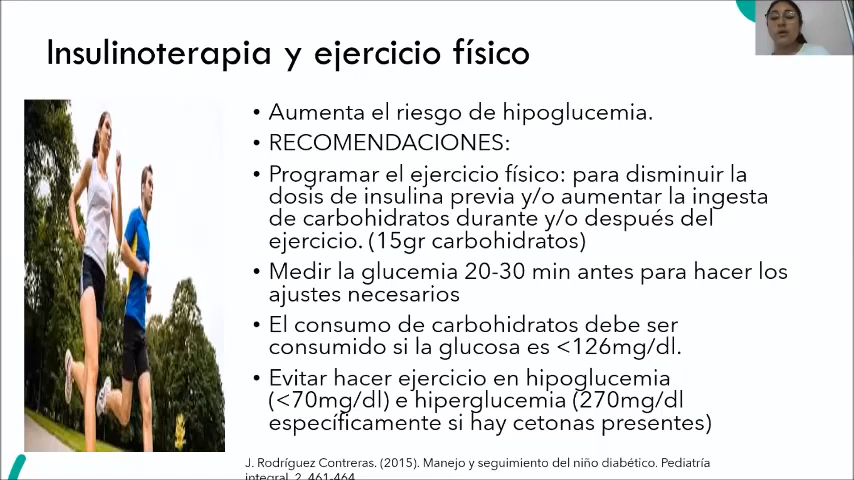 Insulinoterapia y ejercicio físico
• Aumenta el riesgo de hipoglucemia.
• RECOMENDACIONES:
• Programar el ejercicio físico: para disminuir la
dosis de insulina previa y/o aumentar la ingesta
de carbohidratos durante y/o después del
ejercicio. (15gr carbohidratos)
• Medir la glucemia 20-30 min antes para hacer los
ajustes necesarios
• El consumo de carbohidratos debe ser
consumido si la glucosa es <126mg/dl.
• Evitar hacer ejercicio en hipoglucemia
(<70mg/dl) e hiperglucemia (270mg/dl
específicamente si hay cetonas presentes)
J. Rodríguez Contreras. (2015). Manejo y seguimiento del niño diabético. Pediatría
integral, 2, 461-464